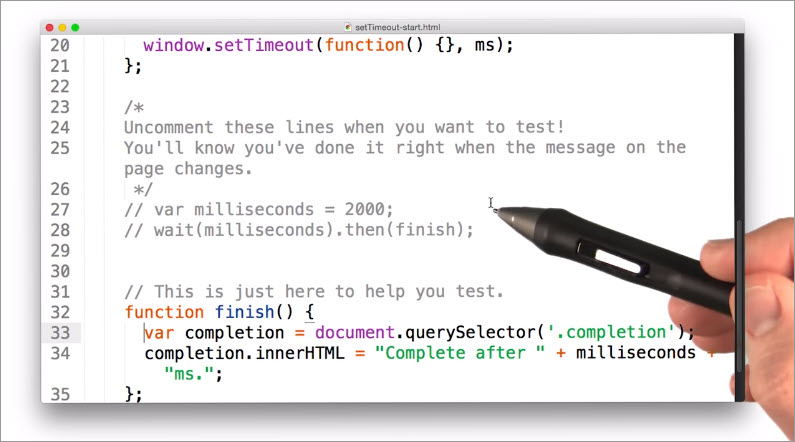 setTimeout-start.html
20 window.setTimeout(function() {}, ms);
21 };
22
23 /*
24 Uncomment these lines when you want to test!
25 You'll know you've done it right when the message on the
page changes.
26 */
27 // var milliseconds = 2000;
28 // wait(milliseconds).then(finish);
29
30
31 // This is just here to help you test.
32 function finish() {
33 var completion = document.querySelector('.completion');
34 completion.innerHTML = "Complete after " + milliseconds +
"ms.";
35 };